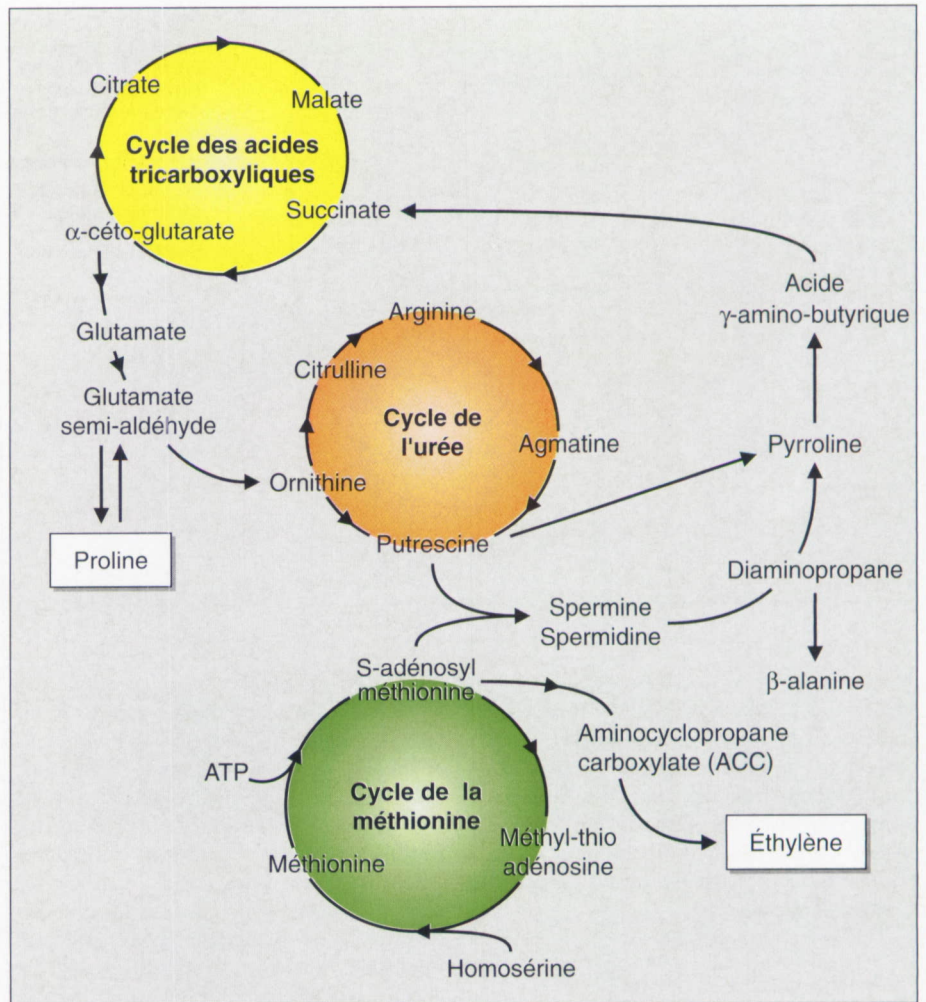 Citrate
Malate
Cycle des acides
tricarboxyliques
Succinate
α-céto-glutarate
Acide
γ-amino-butyrique
Arginine
Glutamate
Citrulline
Glutamate
semi-aldéhyde
Cycle de
l'urée
Agmatine
Pyrroline
Ornithine
Putrescine
Proline
Diaminopropane
Spermine
Spermidine
S-adénosyl
méthionine
β-alanine
Aminocyclopropane
carboxylate (ACC)
ATP
Cycle de la
méthionine
Méthyl-thio
adénosine
Éthylène
Méthionine
Homosérine